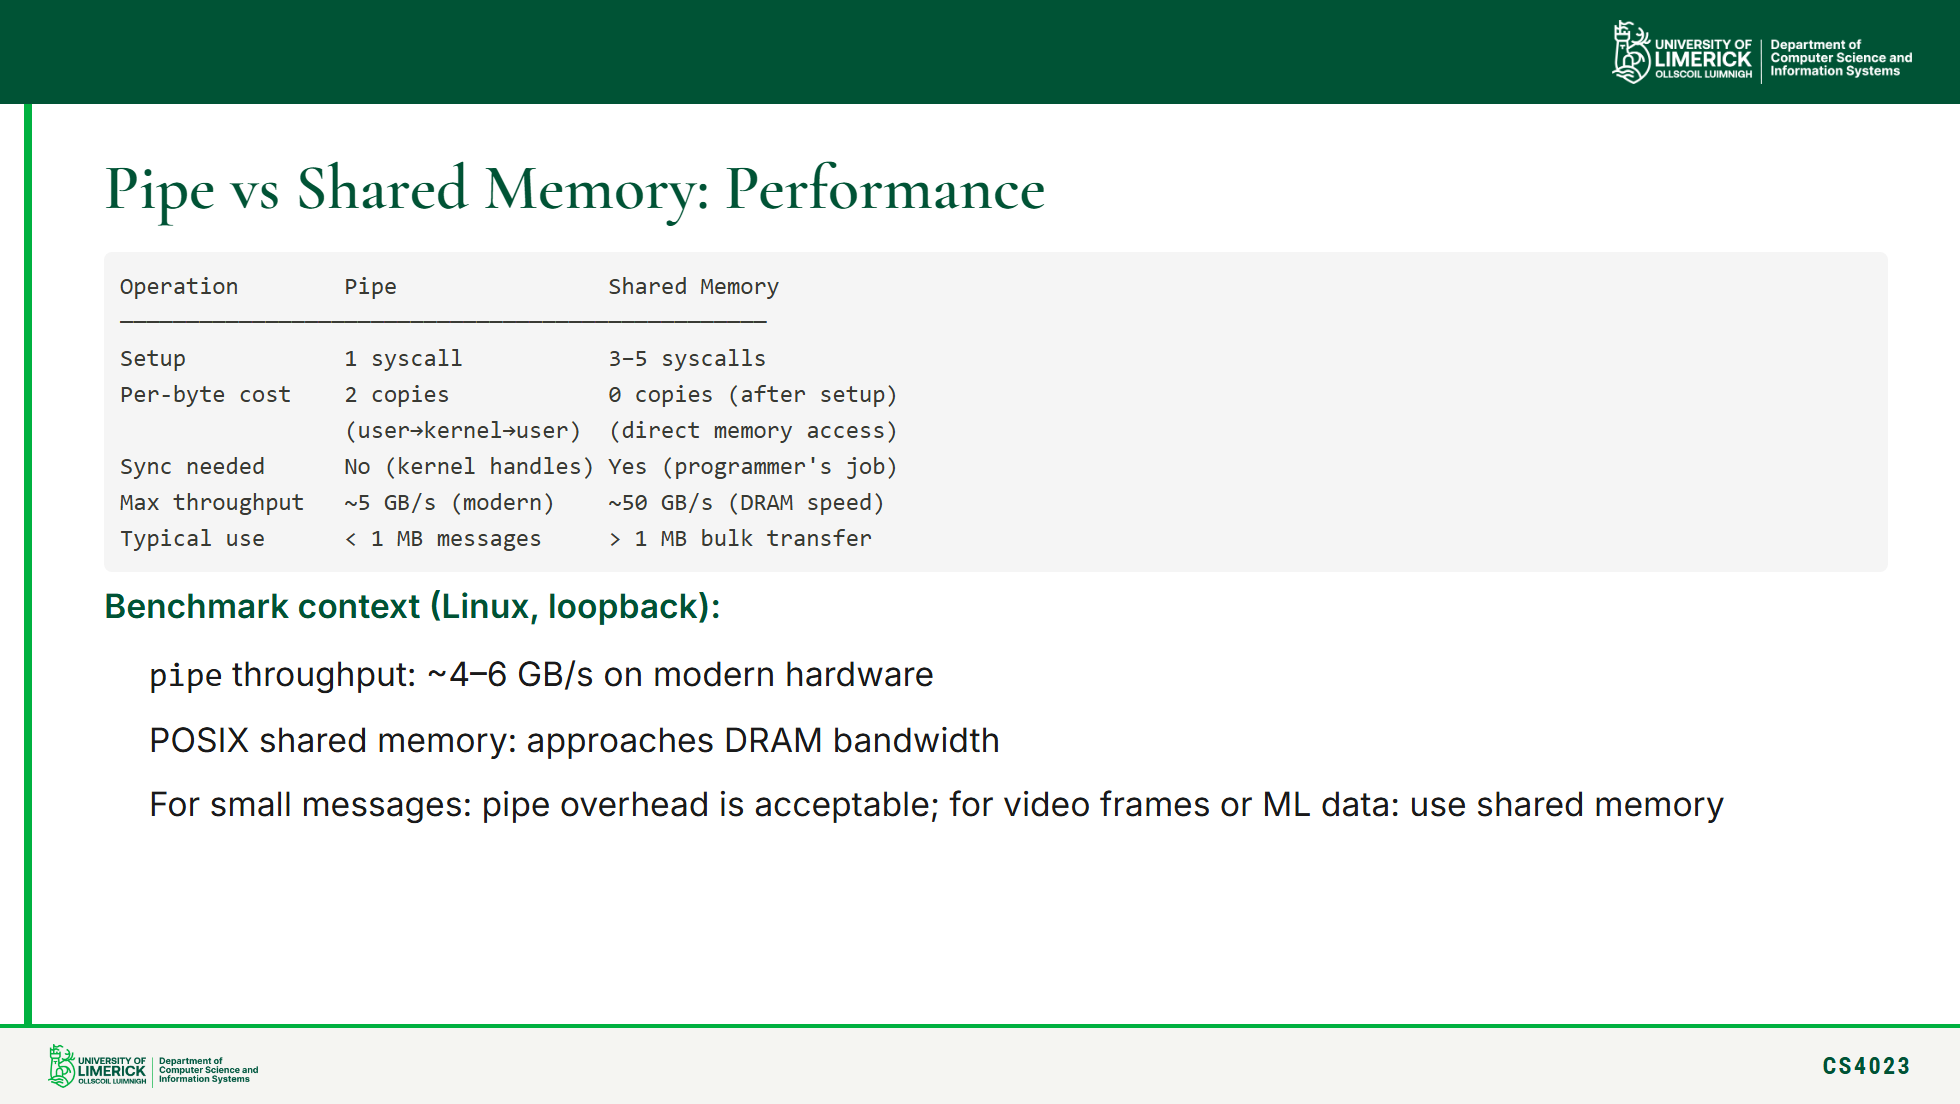 UNIVERSITY OF
LIMERICK
OLLSCOIL LUIMNIGH
Department of
Computer Science and
Information Systems
Pipe vs Shared Memory: Performance
Operation Pipe Shared Memory
─────────────────────────────────────────────────
Setup 1 syscall 3–5 syscalls
Per-byte cost 2 copies 0 copies (after setup)
(user→kernel→user) (direct memory access)
Sync needed No (kernel handles) Yes (programmer's job)
Max throughput ~5 GB/s (modern) ~50 GB/s (DRAM speed)
Typical use < 1 MB messages > 1 MB bulk transfer
Benchmark context (Linux, loopback):
pipe throughput: ~4–6 GB/s on modern hardware
POSIX shared memory: approaches DRAM bandwidth
For small messages: pipe overhead is acceptable; for video frames or ML data: use shared memory
UNIVERSITY OF
LIMERICK
OLLSCOIL LUIMNIGH
Department of
Computer Science and
Information Systems
CS4023